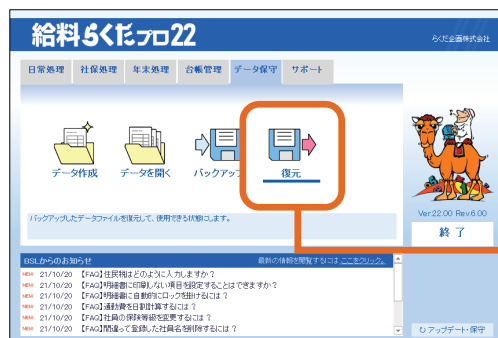 給料らくだプロ22
らくだ企画株式会社
日常処理 社保処理 年末処理 台帳管理 データ保守 サポート
データ作成 データを開く バックアップ 復元
バックアップしたデータファイルを復元して、使用できる状態にします。
Ver.22.00 Rev.6.00
終 了
BSLからのお知らせ 最新の情報を閲覧するには ここをクリック。
NEW 21/10/20 【FAQ】住民税はどのように入力しますか？
NEW 21/10/20 【FAQ】明細書に印刷しない項目を設定することはできますか？
NEW 21/10/20 【FAQ】明細書に自動的にロックを掛けるには？
NEW 21/10/20 【FAQ】通勤費を日割計算するには？
NEW 21/10/20 【FAQ】社員の保険等級を変更するには？
NEW 21/10/20 【FAQ】間違って登録した社員名を削除するには？
アップデート・保守